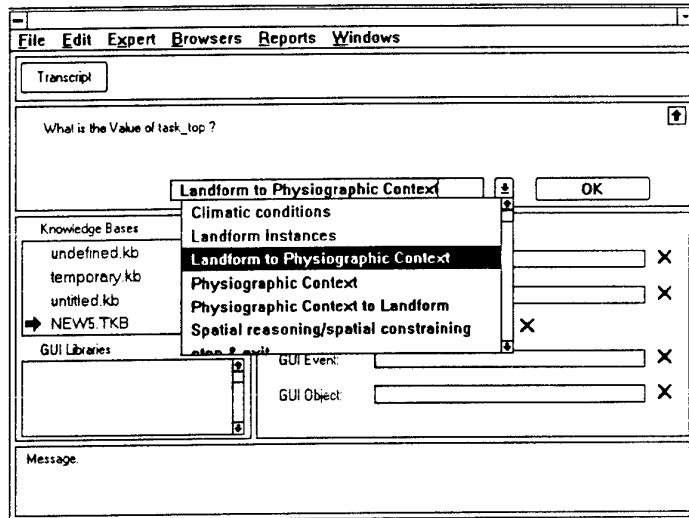 File Edit Expert Browsers Reports Windows
Transcript
What is the Value of task_top ?
Landform to Physiographic Context
OK
Climatic conditions
Landform Instances
Landform to Physiographic Context
Physiographic Context
Physiographic Context to Landform
Spatial reasoning/spatial constraining
stop & exit
Knowledge Bases
undefined.kb
temporary.kb
untitled.kb
NEW5.TKB
GUI Libraries
GUI Event:
GUI Object:
Message: